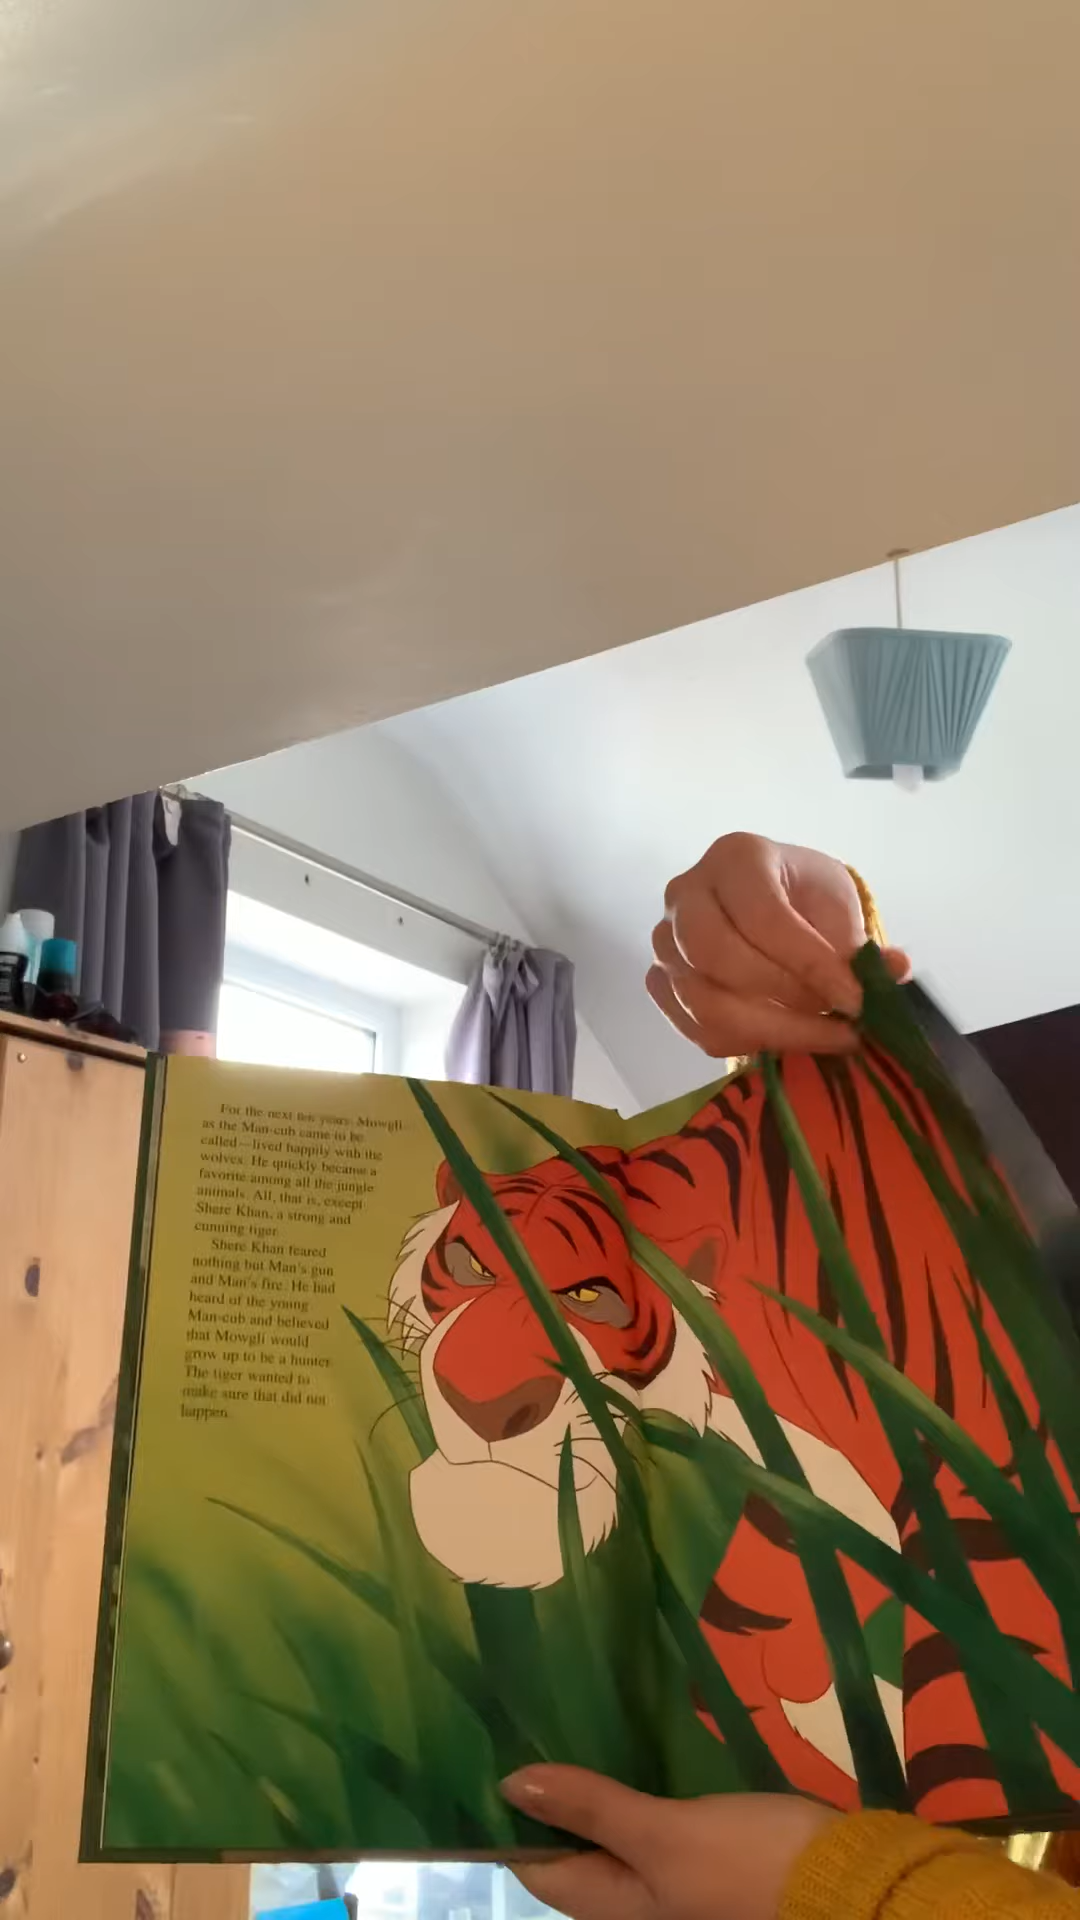 For the next ten years, Mowgli—
as the Man-cub came to be
called—lived happily with the
wolves. He quickly became a
favorite among all the jungle
animals. All, that is, except
Shere Khan, a strong and
cunning tiger.
Shere Khan feared
nothing but Man's gun
and Man's fire. He had
heard of the young
Man-cub and believed
that Mowgli would
grow up to be a hunter.
The tiger wanted to
make sure that did not
happen.